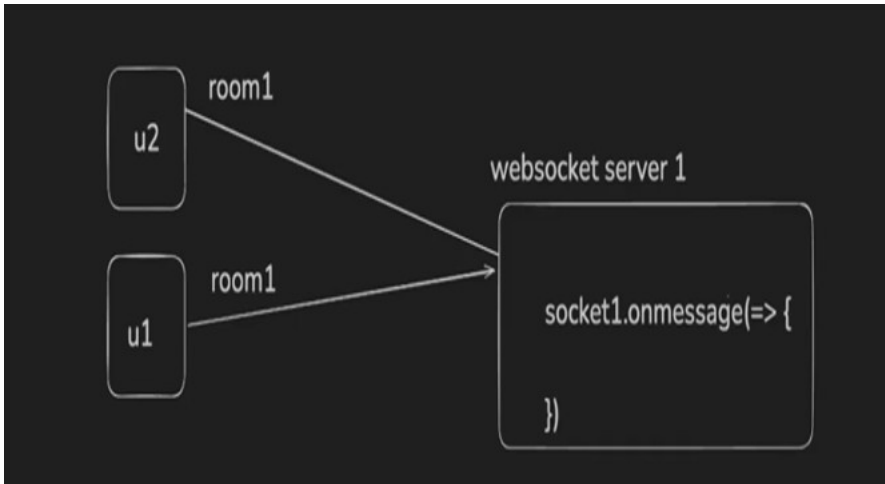 room1
u2
websocket server 1
room1
u1
socket1.onmessage(=> {
})